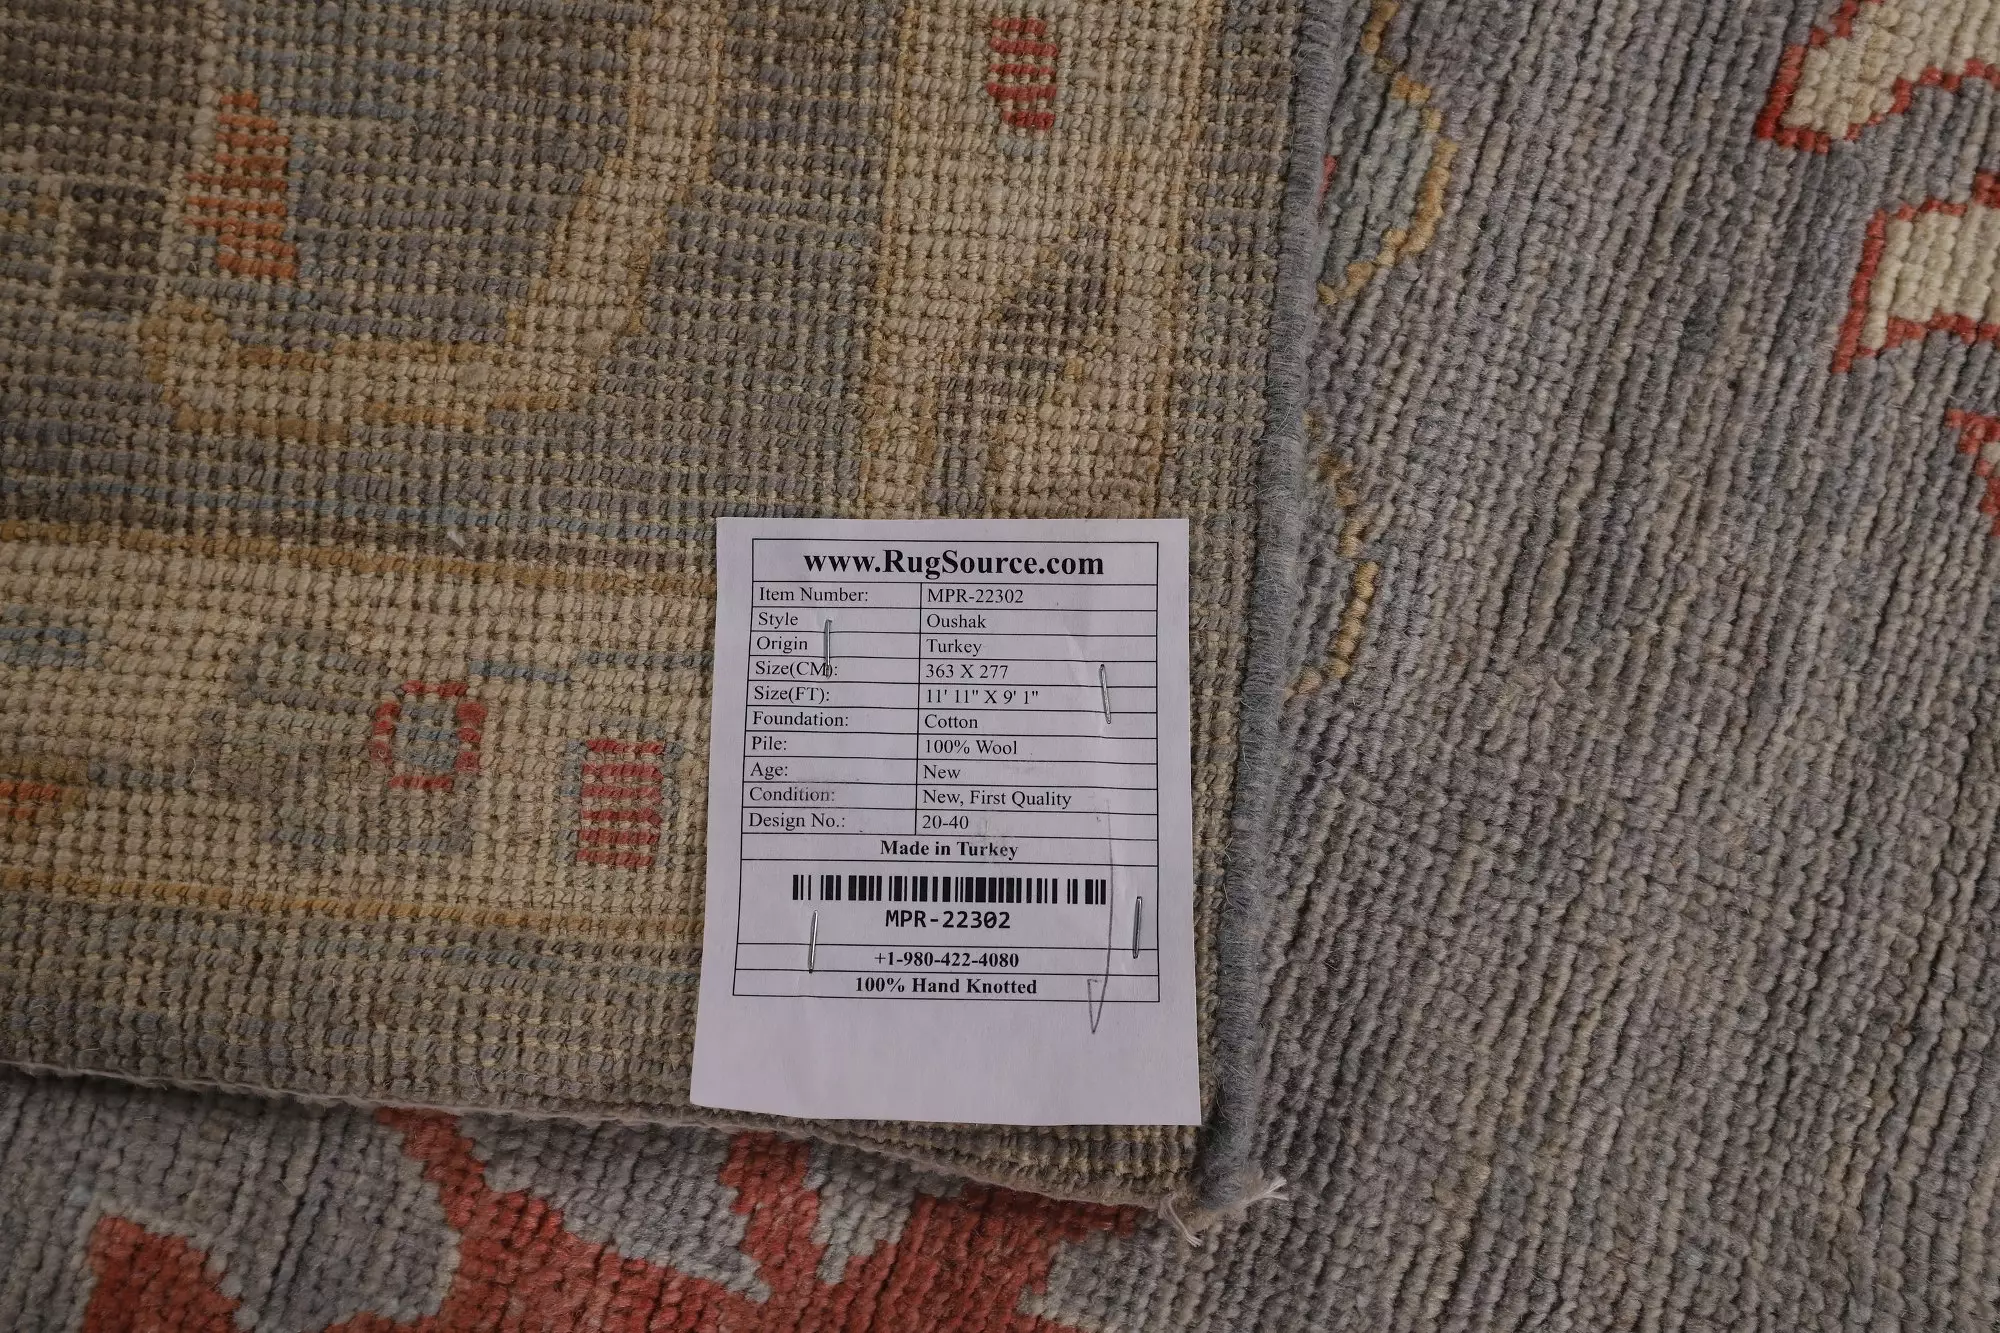 www.RugSource.com
Item Number: MPR-22302
Style Oushak
Origin Turkey
Size(CM): 363 X 277
Size(FT): 11' 11" X 9' 1"
Foundation: Cotton
Pile: 100% Wool
Age: New
Condition: New, First Quality
Design No.: 20-40
Made in Turkey
MPR-22302
+1-980-422-4080
100% Hand Knotted